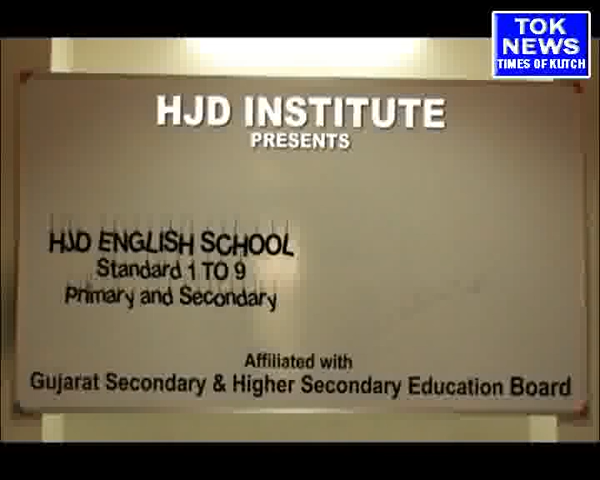 TOK
NEWS
TIMES OF KUTCH
HJD INSTITUTE
PRESENTS
HJD ENGLISH SCHOOL
Standard 1 TO 9
Primary and Secondary
Affiliated with
Gujarat Secondary & Higher Secondary Education Board